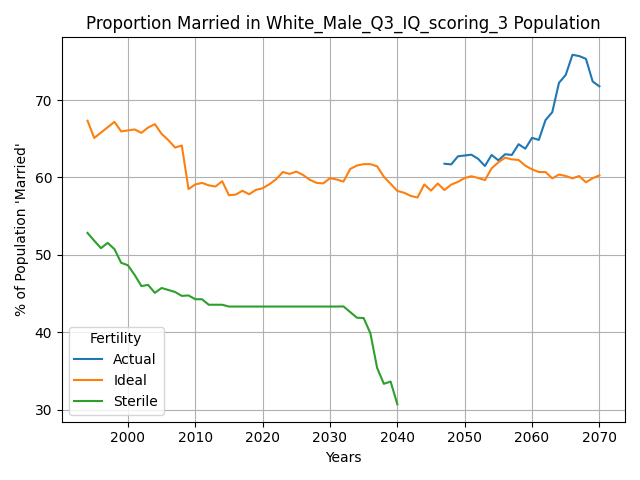 Proportion Married in White_Male_Q3_IQ_scoring_3 Population
% of Population 'Married'
70
60
50
40
30
Fertility
Actual
Ideal
Sterile
2000 2010 2020 2030 2040 2050 2060 2070
Years